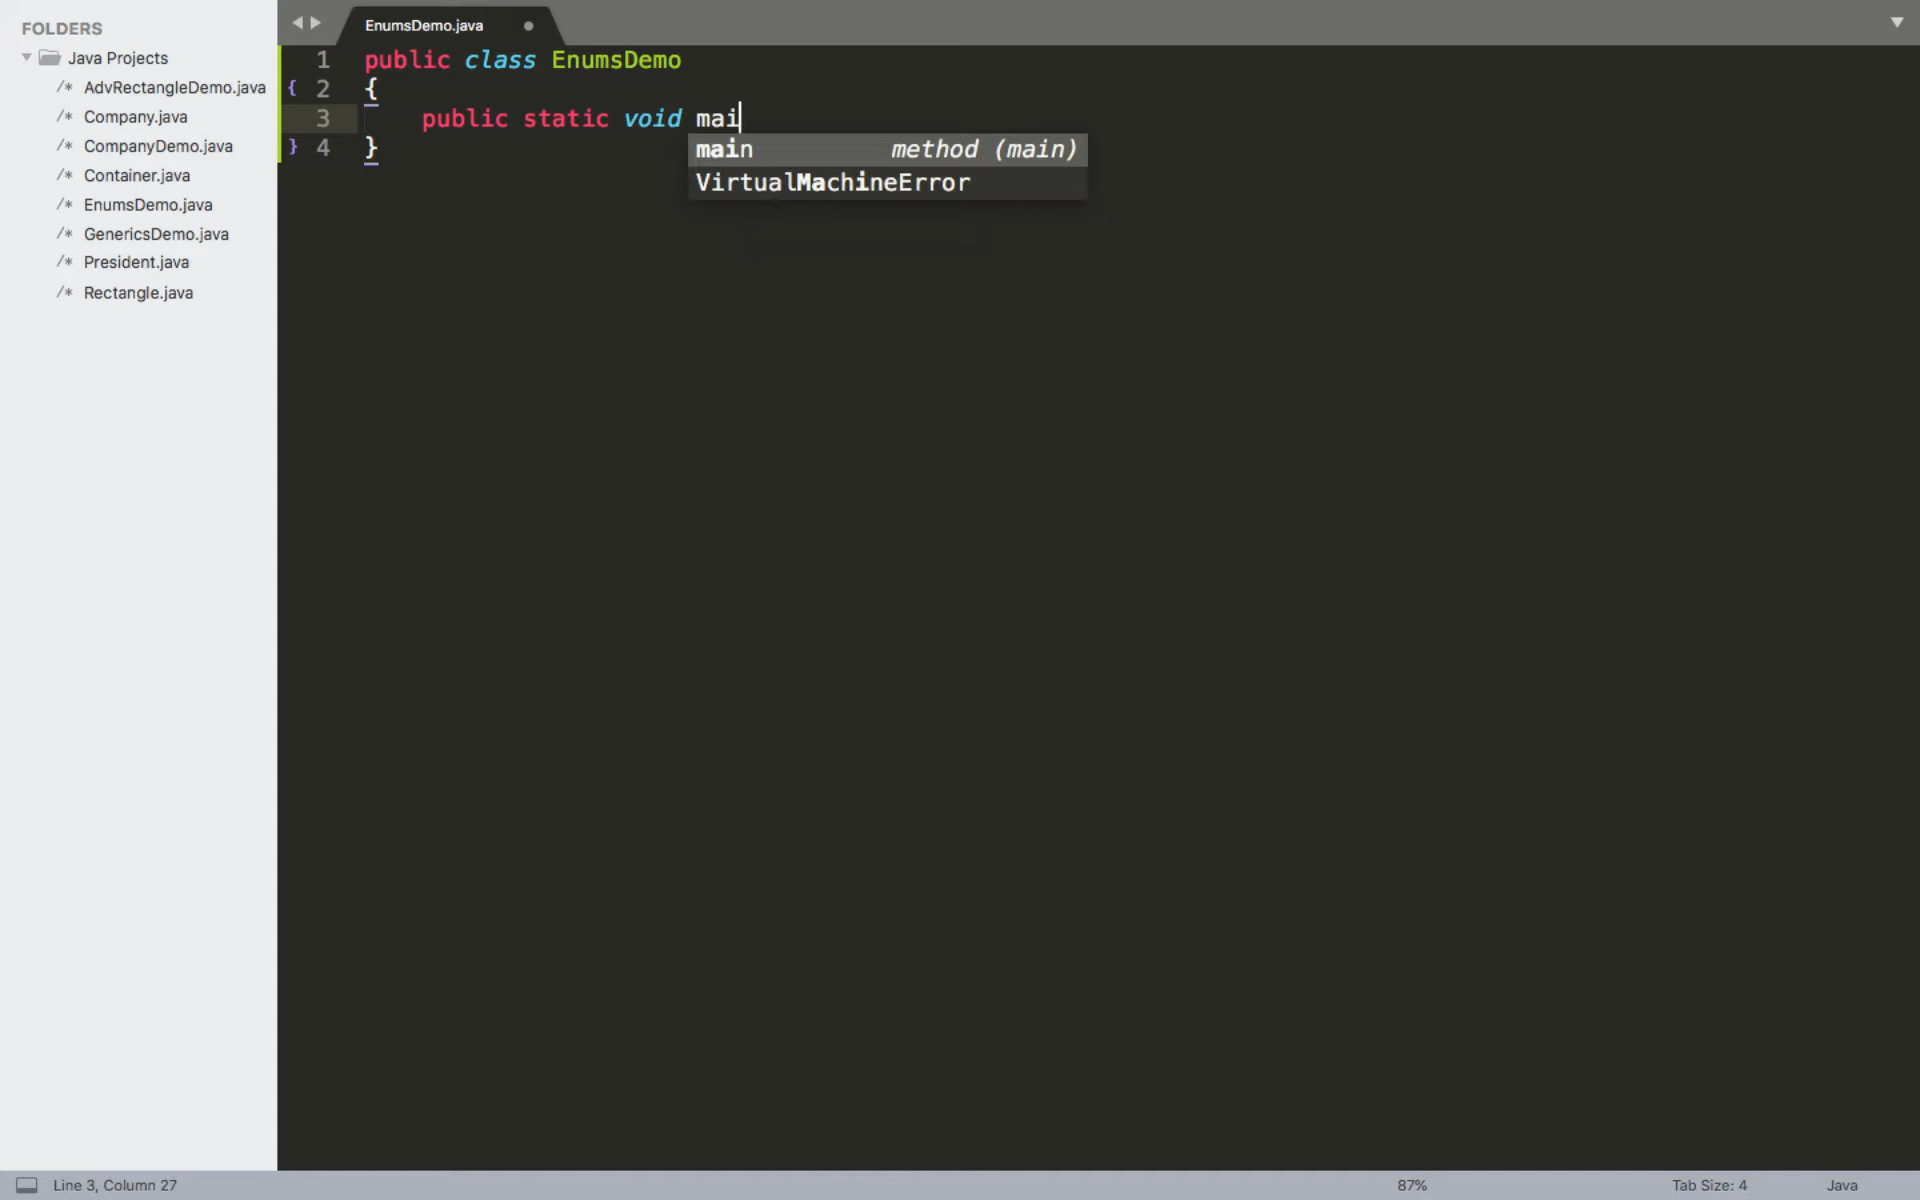 FOLDERS
Java Projects
/* AdvRectangleDemo.java
/* Company.java
/* CompanyDemo.java
/* Container.java
/* EnumsDemo.java
/* GenericsDemo.java
/* President.java
/* Rectangle.java
EnumsDemo.java
1 public class EnumsDemo
{ 2 {
3 public static void mai
} 4 }
main method (main)
VirtualMachineError
Line 3, Column 27
87%
Tab Size: 4
Java